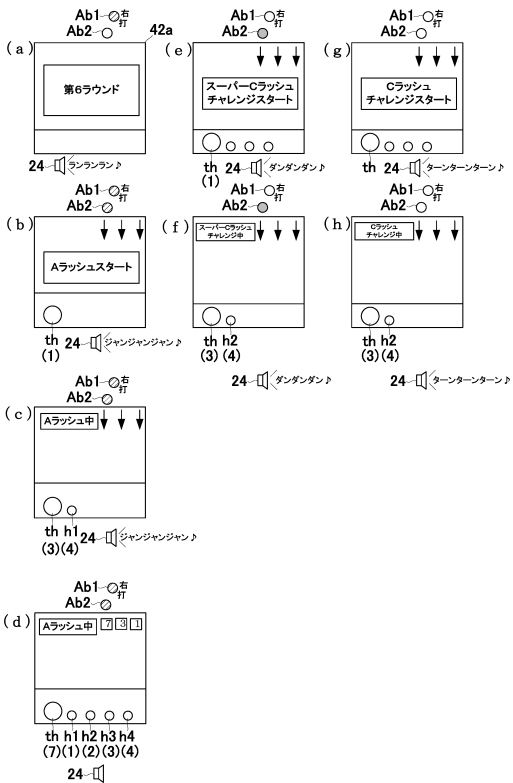 Ab1 右打
Ab2
42a
(a)
第6ラウンド
24 ランランラン♪
Ab1 右打
Ab2
(b)
Aラッシュスタート
th
(1)
24 ジャンジャンジャン♪
Ab1 右打
Ab2
(c)
Aラッシュ中
th h1
(3)(4)
24 ジャンジャンジャン♪
Ab1 右打
Ab2
(d)
Aラッシュ中 7 3 1
th h1 h2 h3 h4
(7)(1)(2)(3)(4)
24
Ab1 右打
Ab2
(e)
スーパーCラッシュ
チャレンジスタート
th
(1)
24 ダンダンダン♪
Ab1 右打
Ab2
(f)
スーパーCラッシュ
チャレンジ中
th h2
(3)(4)
24 ダンダンダン♪
Ab1 右打
Ab2
(g)
Cラッシュ
チャレンジスタート
th
24 ターンターンターン♪
Ab1 右打
Ab2
(h)
Cラッシュ
チャレンジ中
th h2
(3)(4)
24 ターンターンターン♪